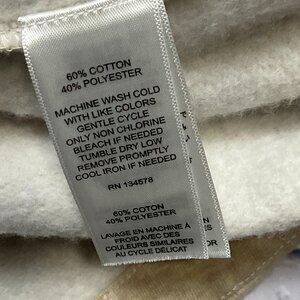 60% COTTON
40% POLYESTER
MACHINE WASH COLD
WITH LIKE COLORS
GENTLE CYCLE
ONLY NON CHLORINE
BLEACH IF NEEDED
TUMBLE DRY LOW
REMOVE PROMPTLY
COOL IRON IF NEEDED
RN 134578
60% COTTON
40% POLYESTER
LAVAGE EN MACHINE À
FROID AVEC DES
COULEURS SIMILAIRES
AU CYCLE DÉLICAT